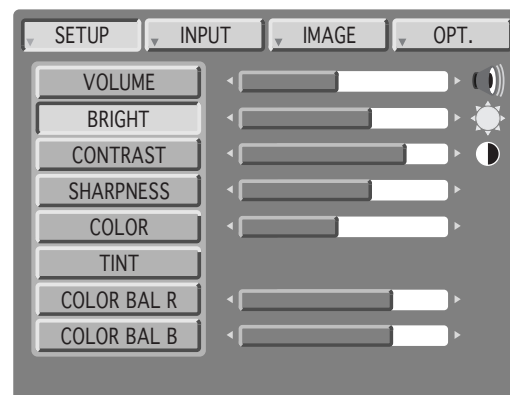 SETUP INPUT IMAGE OPT.
VOLUME
BRIGHT
CONTRAST
SHARPNESS
COLOR
TINT
COLOR BAL R
COLOR BAL B